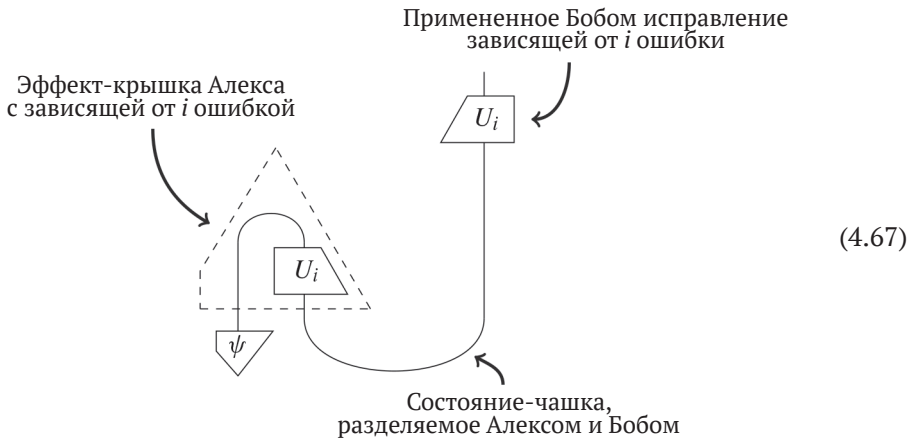 Примененное Бобом исправление
зависящей от i ошибки
Эффект-крышка Алекса
с зависящей от i ошибкой
U_i
(4.67)
U_i
ψ
Состояние-чашка,
разделяемое Алексом и Бобом